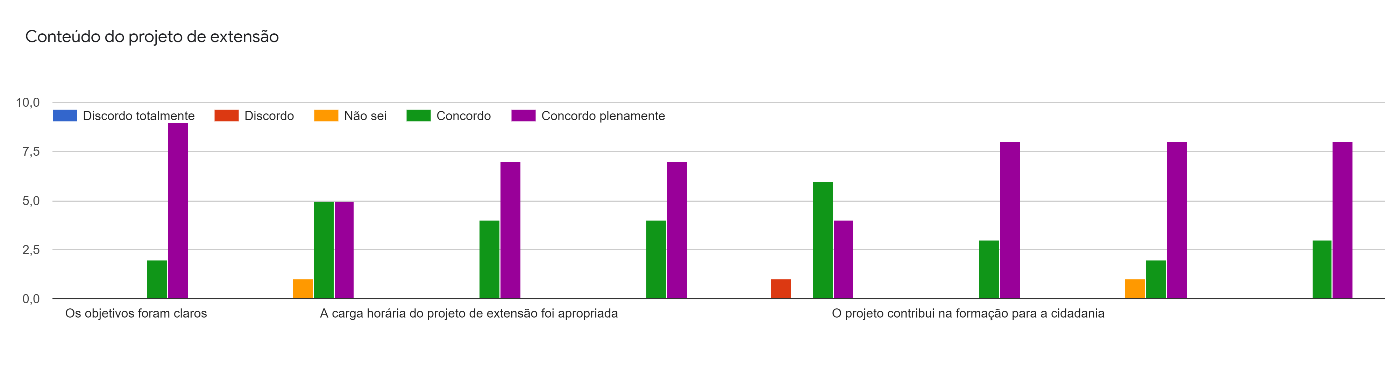 Conteúdo do projeto de extensão
10,0
Discordo totalmente Discordo Não sei Concordo Concordo plenamente
7,5
5,0
2,5
0,0
Os objetivos foram claros A carga horária do projeto de extensão foi apropriada O projeto contribui na formação para a cidadania